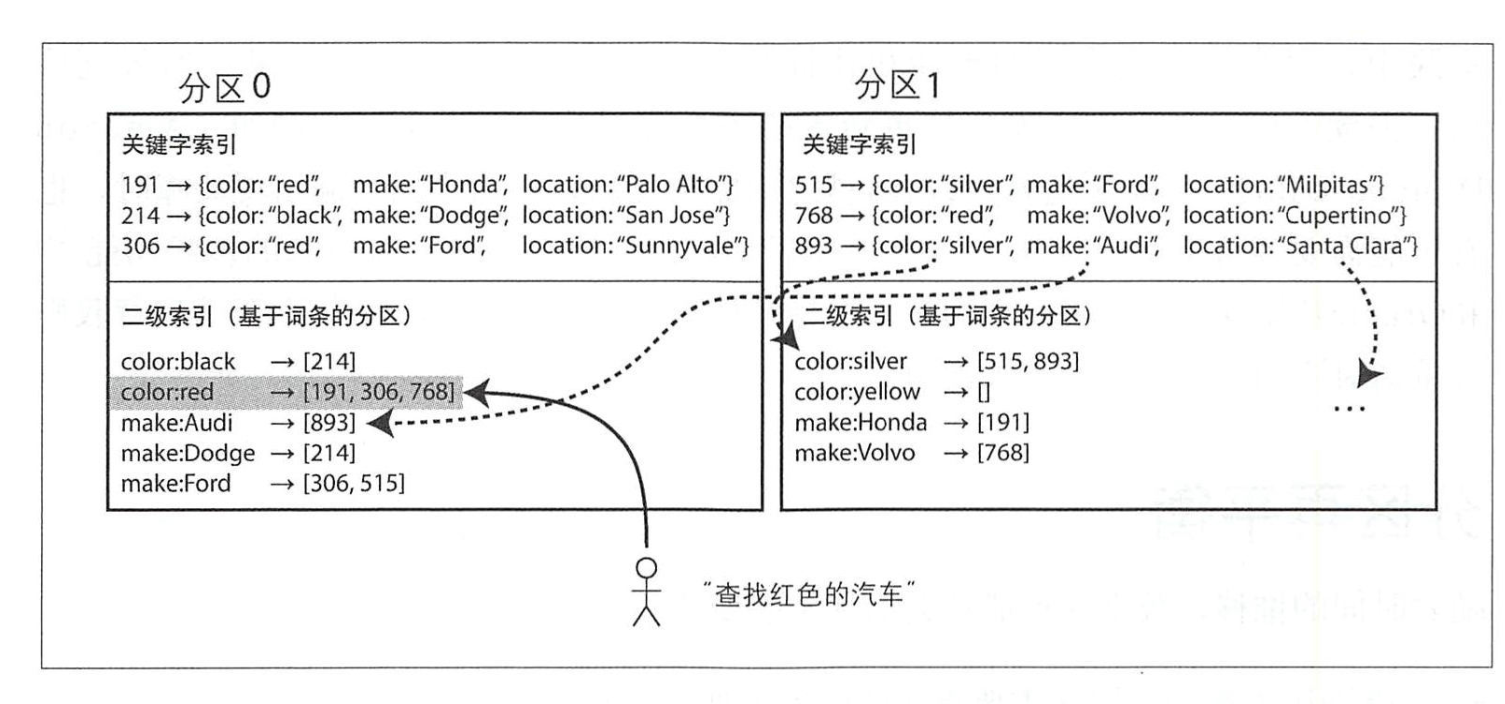 分区0
关键字索引
191 → {color: “red”, make: “Honda”, location: “Palo Alto”}
214 → {color: “black”, make: “Dodge”, location: “San Jose”}
306 → {color: “red”, make: “Ford”, location: “Sunnyvale”}
二级索引（基于词条的分区）
color:black → [214]
color:red → [191, 306, 768]
make:Audi → [893]
make:Dodge → [214]
make:Ford → [306, 515]
分区1
关键字索引
515 → {color: “silver”, make: “Ford”, location: “Milpitas”}
768 → {color: “red”, make: “Volvo”, location: “Cupertino”}
893 → {color: “silver”, make: “Audi”, location: “Santa Clara”}
二级索引（基于词条的分区）
color:silver → [515, 893]
color:yellow → []
make:Honda → [191]
make:Volvo → [768]
...
“查找红色的汽车”